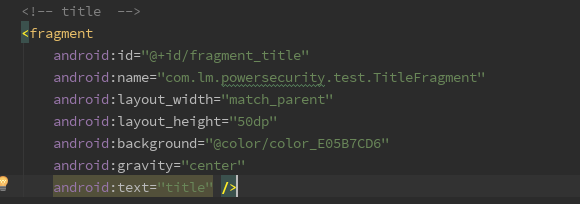 <!-- title  -->
<fragment
android:id="@+id/fragment_title"
android:name="com.lm.powersecurity.test.TitleFragment"
android:layout_width="match_parent"
android:layout_height="50dp"
android:background="@color/color_E05B7CD6"
android:gravity="center"
android:text="title" />